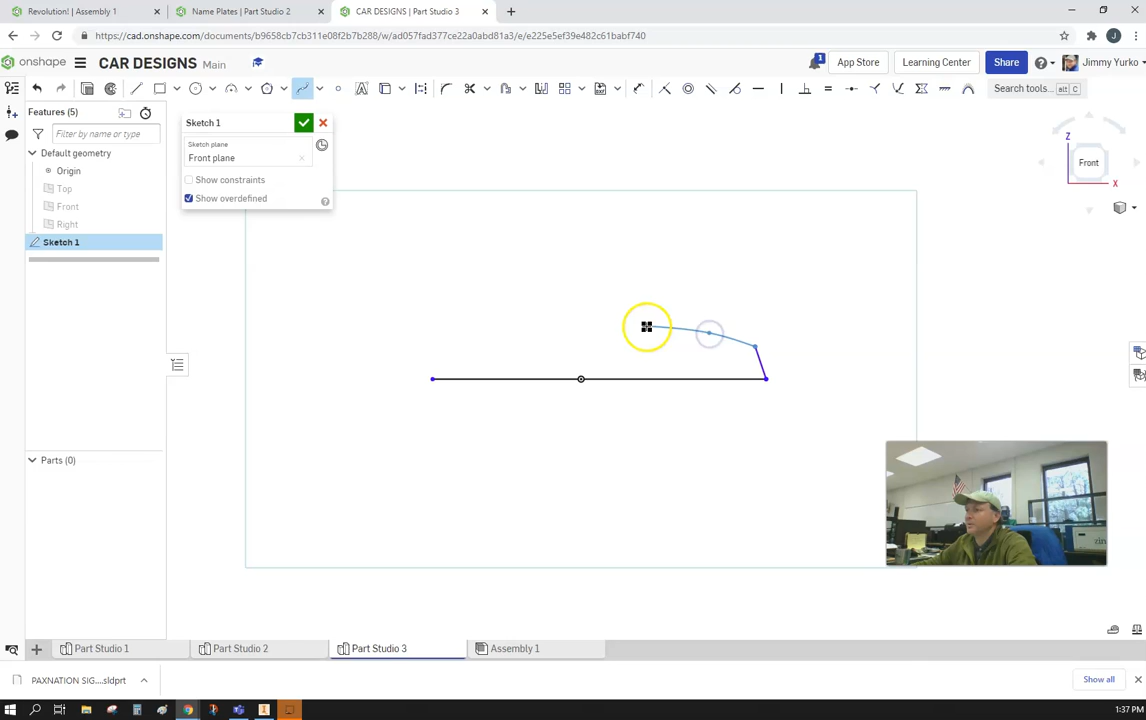 Revolution! | Assembly 1
Name Plates | Part Studio 2
CAR DESIGNS | Part Studio 3
https://cad.onshape.com/documents/b9658cb7cb311e08f2b7b288/w/ad057fad377ce22a0abd81a3/e/e225e5ef39e482c61babf740
J
onshape
CAR DESIGNS Main
1
App Store
Learning Center
Share
Jimmy Yurko
Search tools... alt C
Features (5)
Filter by name or type
Default geometry
Origin
Top
Front
Right
Sketch 1
Parts (0)
Sketch 1
Sketch plane
Front plane
Show constraints
Show overdefined
Z
Front
X
Part Studio 1
Part Studio 2
Part Studio 3
Assembly 1
PAXNATION SIG....sldprt
Show all
1:37 PM